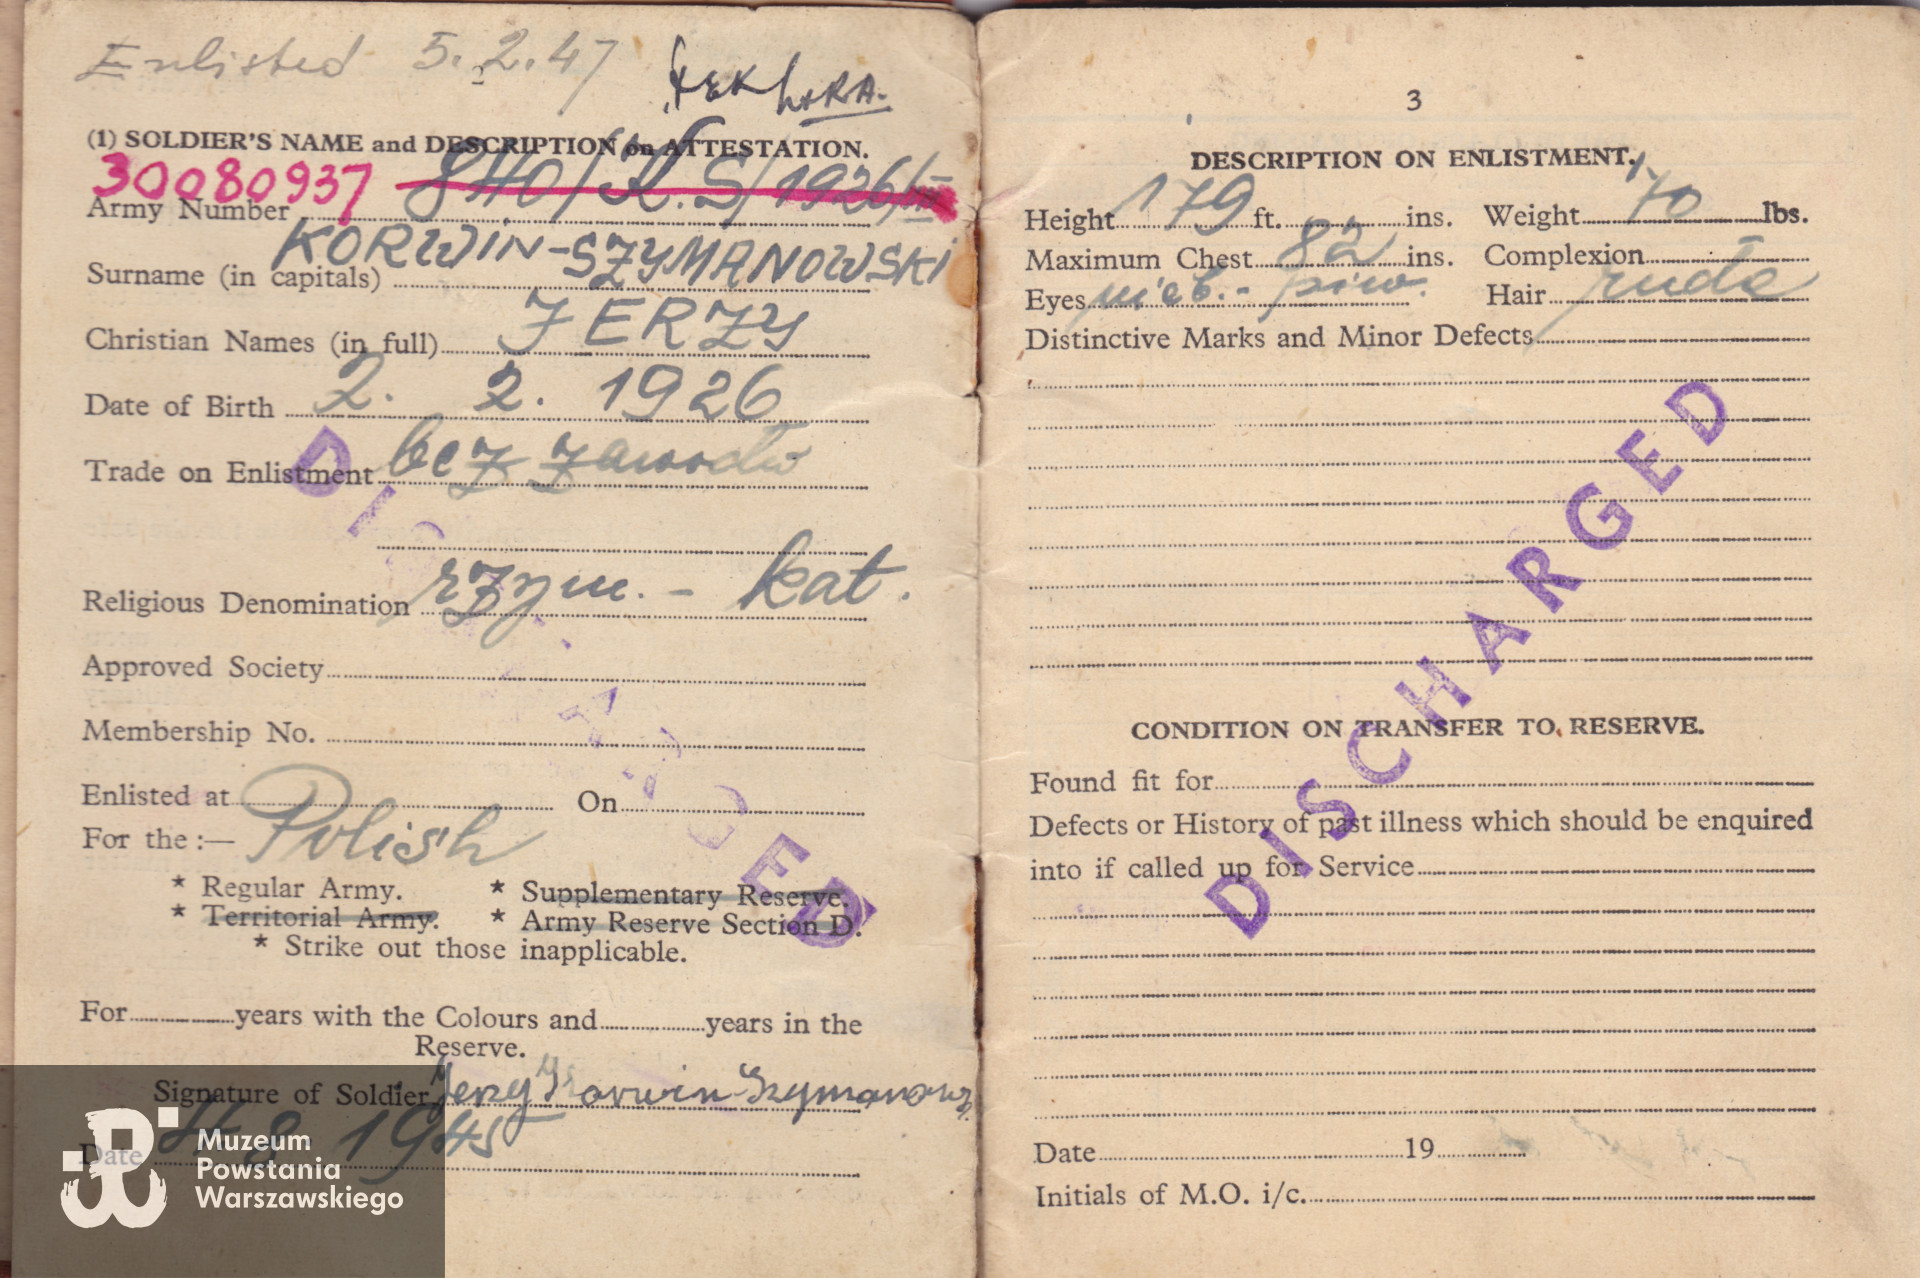 Enlisted 5.2.47
(1) SOLDIER'S NAME and DESCRIPTION on ATTESTATION.
30080937 840/K.S/1926/III
Army Number
KORWIN-SZYMANOWSKI
Surname (in capitals)
Christian Names (in full) JERZY
Date of Birth 2. 2. 1926
Trade on Enlistment bez zawodu
Religious Denomination rzym. - kat.
Approved Society
Membership No.
Enlisted at On
For the :— Polish
* Regular Army. * Supplementary Reserve.
* Territorial Army. * Army Reserve Section D.
* Strike out those inapplicable.
For years with the Colours and years in the
Reserve.
Signature of Soldier Jerzy Korwin-Szymanowski
Date 8 1945
DISCHARGED
Muzeum
Powstania
Warszawskiego
3
DESCRIPTION ON ENLISTMENT.
Height 179 ft. ins. Weight 70 lbs.
Maximum Chest 82 ins. Complexion
Eyes nieb. - piw. Hair
Distinctive Marks and Minor Defects
DISCHARGED
CONDITION ON TRANSFER TO RESERVE.
Found fit for
Defects or History of past illness which should be enquired
into if called up for Service
Date 19
Initials of M.O. i/c.